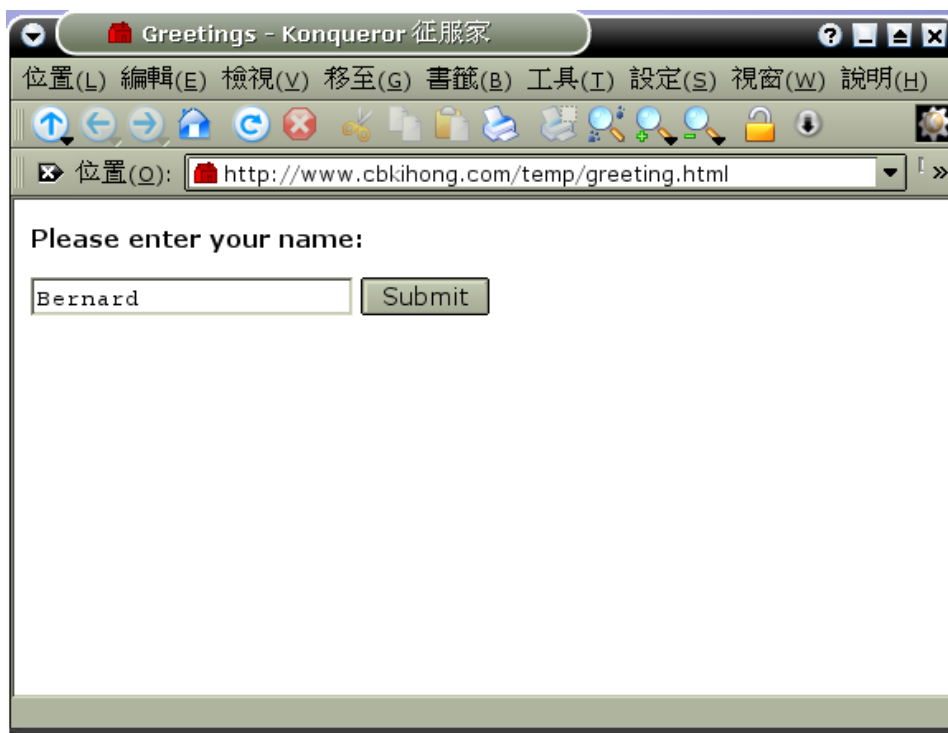 Greetings - Konqueror 征服家
位置(L) 編輯(E) 檢視(V) 移至(G) 書籤(B) 工具(T) 設定(S) 視窗(W) 說明(H)
位置(O): http://www.cbkihong.com/temp/greeting.html
Please enter your name:
Bernard Submit